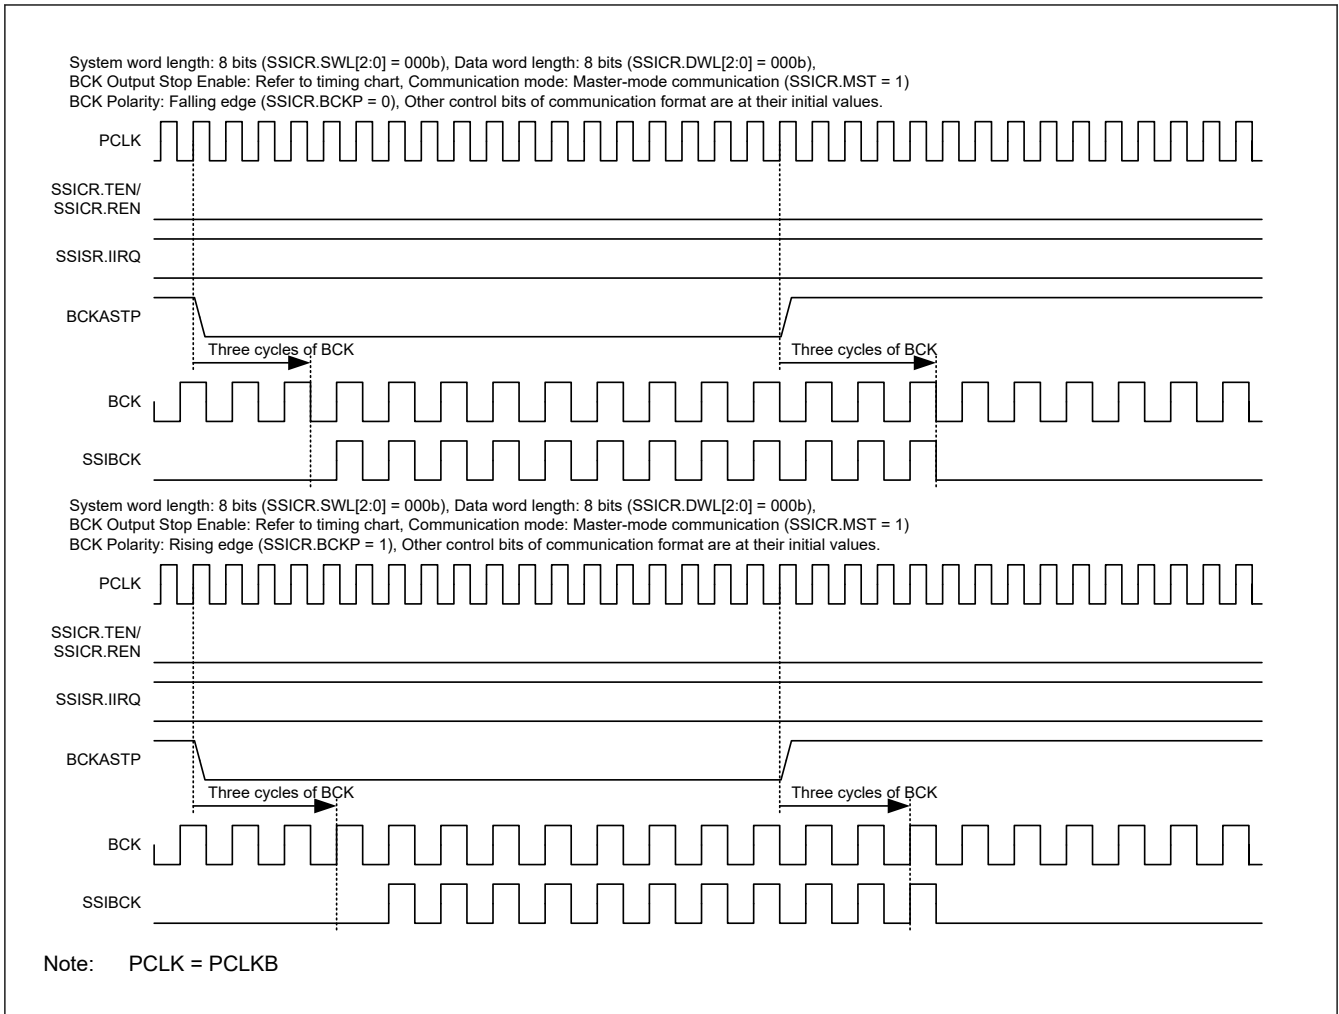 System word length: 8 bits (SSICR.SWL[2:0] = 000b), Data word length: 8 bits (SSICR.DWL[2:0] = 000b),
BCK Output Stop Enable: Refer to timing chart, Communication mode: Master-mode communication (SSICR.MST = 1)
BCK Polarity: Falling edge (SSICR.BCKP = 0), Other control bits of communication format are at their initial values.
PCLK
SSICR.TEN/
SSICR.REN
SSISR.IIRQ
BCKASTP
Three cycles of BCK
Three cycles of BCK
BCK
SSIBCK
System word length: 8 bits (SSICR.SWL[2:0] = 000b), Data word length: 8 bits (SSICR.DWL[2:0] = 000b),
BCK Output Stop Enable: Refer to timing chart, Communication mode: Master-mode communication (SSICR.MST = 1)
BCK Polarity: Rising edge (SSICR.BCKP = 1), Other control bits of communication format are at their initial values.
PCLK
SSICR.TEN/
SSICR.REN
SSISR.IIRQ
BCKASTP
Three cycles of BCK
Three cycles of BCK
BCK
SSIBCK
Note: PCLK = PCLKB